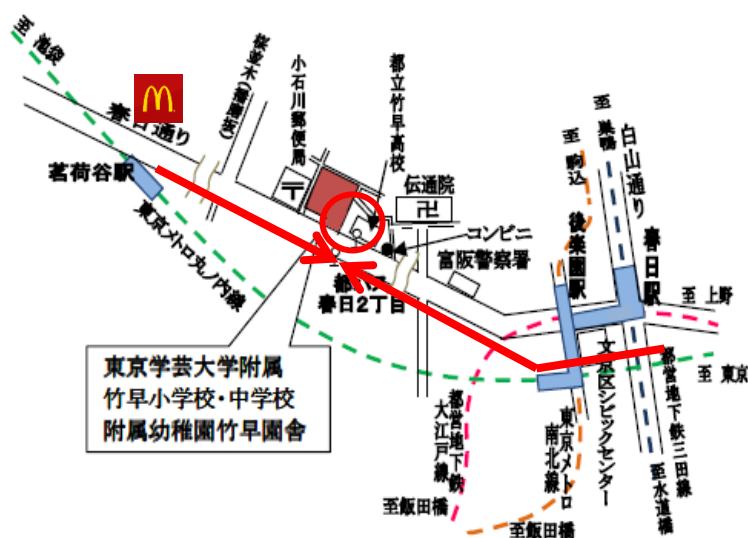 至 池袋
春日通り
桜並木(播磨坂)
小石川郵便局
都立竹早高校
茗荷谷駅
伝通院
卍
コンビニ
富阪警察署
東京メトロ丸ノ内線
春日2丁目
至 駒込
至 巣鴨
白山通り
後楽園駅
春日駅
至 上野
至 東京
東京学芸大学附属
竹早小学校・中学校
附属幼稚園竹早園舎
都営地下鉄
大江戸線
至飯田橋
東京メトロ
南北線
至飯田橋
文京区シビックセンター
都営地下鉄三田線
至水道橋